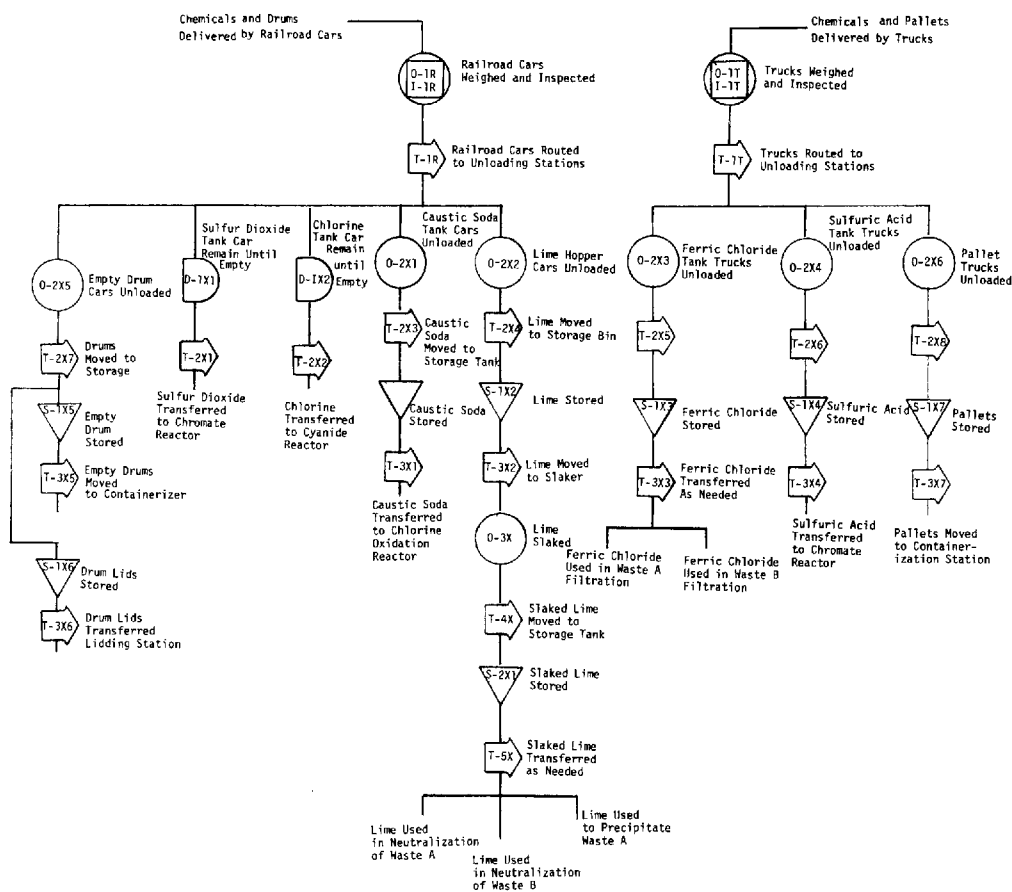 Chemicals and Drums
Delivered by Railroad Cars
O-1R
I-1R
Railroad Cars
Weighed and Inspected
T-1R
Railroad Cars Routed
to Unloading Stations
Chemicals and Pallets
Delivered by Trucks
O-1T
I-1T
Trucks Weighed
and Inspected
T-1T
Trucks Routed to
Unloading Stations
O-2X5
Empty Drum
Cars Unloaded
T-2X7
Drums
Moved to
Storage
S-1X5
Empty
Drum
Stored
T-3X5
Empty Drums
Moved
to Containerizer
S-1X6
Drum Lids
Stored
T-3X6
Drum Lids
Transferred
Lidding Station
Sulfur Dioxide
Tank Car
Remain Until
Empty
D-1X1
T-2X1
Sulfur Dioxide
Transferred
to Chromate
Reactor
Chlorine
Tank Car
Remain
until
Empty
D-1X2
T-2X2
Chlorine
Transferred
to Cyanide
Reactor
Caustic Soda
Tank Cars
Unloaded
O-2X1
T-2X3
Caustic
Soda
Moved to
Storage Tank
Caustic Soda
Stored
T-3X1
Caustic Soda
Transferred
to Chlorine
Oxidation
Reactor
O-2X2
Lime Hopper
Cars Unloaded
T-2X4
Lime Moved
to Storage Bin
S-1X2
Lime Stored
T-3X2
Lime Moved
to Slaker
O-3X
Lime
Slaked
T-4X
Slaked Lime
Moved to
Storage Tank
S-2X1
Slaked Lime
Stored
T-5X
Slaked Lime
Transferred
as Needed
Lime Used
in Neutralization
of Waste A
Lime Used
in Neutralization
of Waste B
Lime Used
to Precipitate
Waste A
O-2X3
Ferric Chloride
Tank Trucks
Unloaded
T-2X5
S-1X3
Ferric Chloride
Stored
T-3X3
Ferric Chloride
Transferred
As Needed
Ferric Chloride
Used in Waste A
Filtration
Ferric Chloride
Used in Waste B
Filtration
Sulfuric Acid
Tank Trucks
Unloaded
O-2X4
T-2X6
S-1X4
Sulfuric Acid
Stored
T-3X4
Sulfuric Acid
Transferred
to Chromate
Reactor
O-2X6
Pallet
Trucks
Unloaded
T-2X8
S-1X7
Pallets
Stored
T-3X7
Pallets Moved
to Container-
ization Station